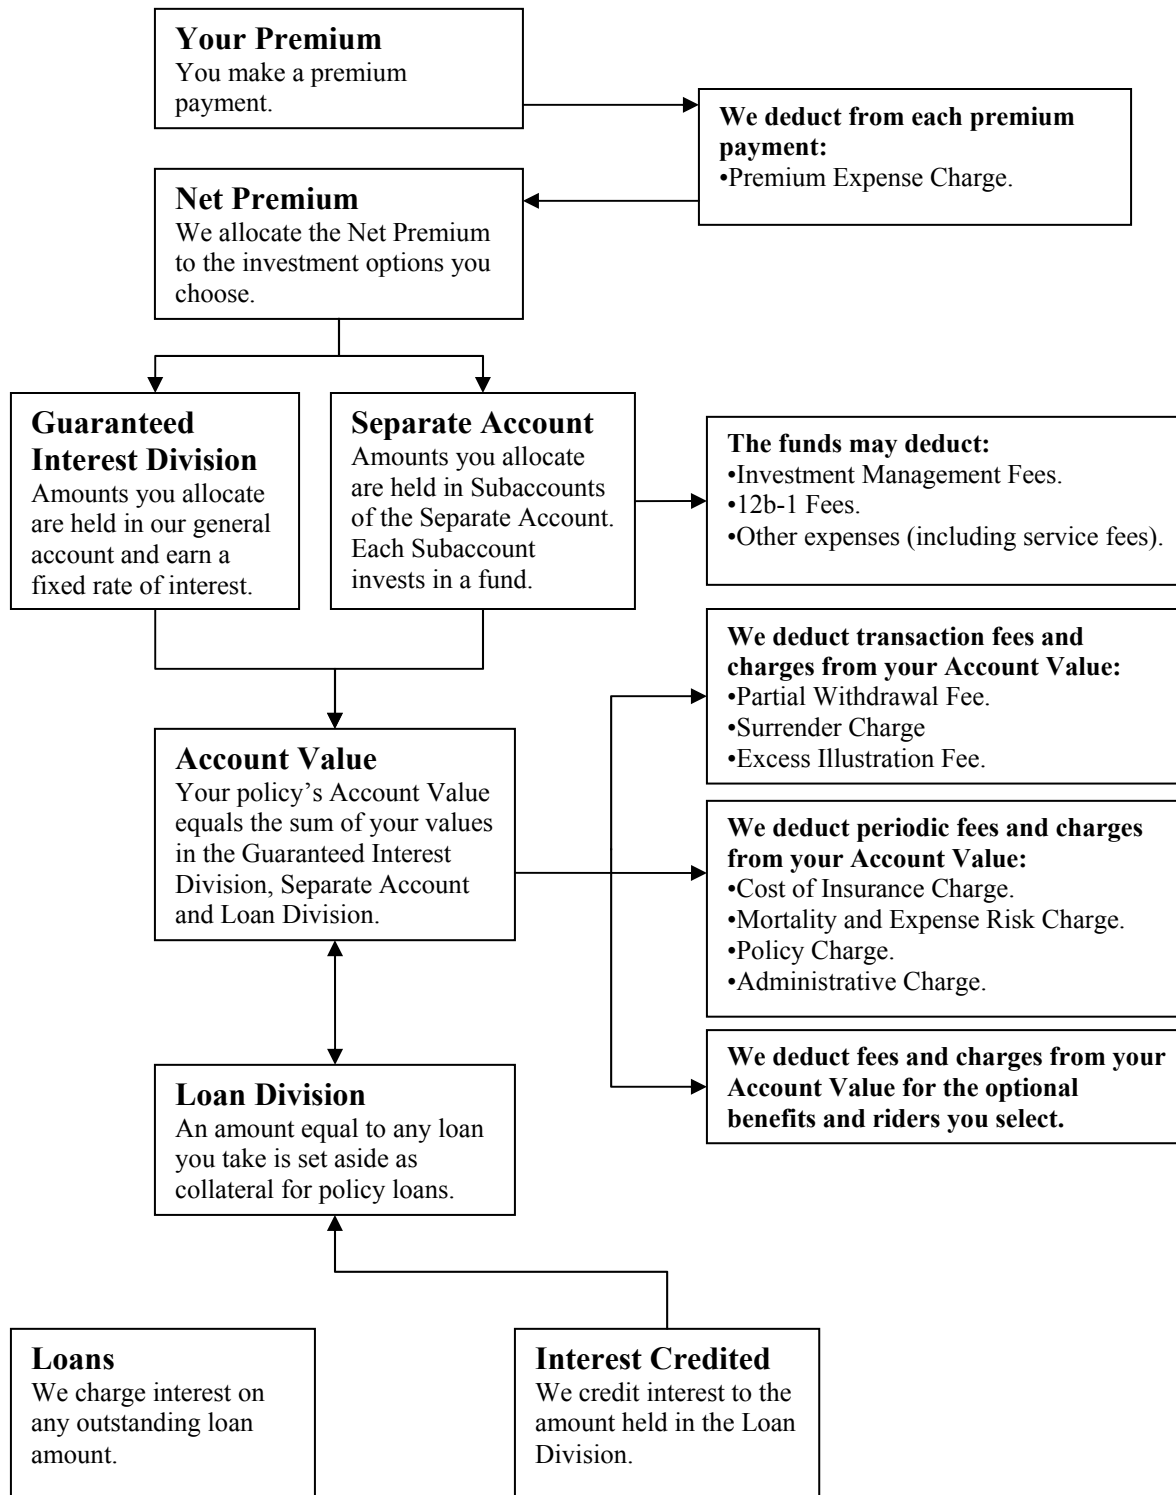 Your Premium
You make a premium
payment.
We deduct from each premium
payment:
•Premium Expense Charge.
Net Premium
We allocate the Net Premium
to the investment options you
choose.
Guaranteed
Interest Division
Amounts you allocate
are held in our general
account and earn a
fixed rate of interest.
Separate Account
Amounts you allocate
are held in Subaccounts
of the Separate Account.
Each Subaccount
invests in a fund.
The funds may deduct:
•Investment Management Fees.
•12b-1 Fees.
•Other expenses (including service fees).
We deduct transaction fees and
charges from your Account Value:
•Partial Withdrawal Fee.
•Surrender Charge
•Excess Illustration Fee.
Account Value
Your policy’s Account Value
equals the sum of your values
in the Guaranteed Interest
Division, Separate Account
and Loan Division.
We deduct periodic fees and charges
from your Account Value:
•Cost of Insurance Charge.
•Mortality and Expense Risk Charge.
•Policy Charge.
•Administrative Charge.
We deduct fees and charges from your
Account Value for the optional
benefits and riders you select.
Loan Division
An amount equal to any loan
you take is set aside as
collateral for policy loans.
Loans
We charge interest on
any outstanding loan
amount.
Interest Credited
We credit interest to the
amount held in the Loan
Division.